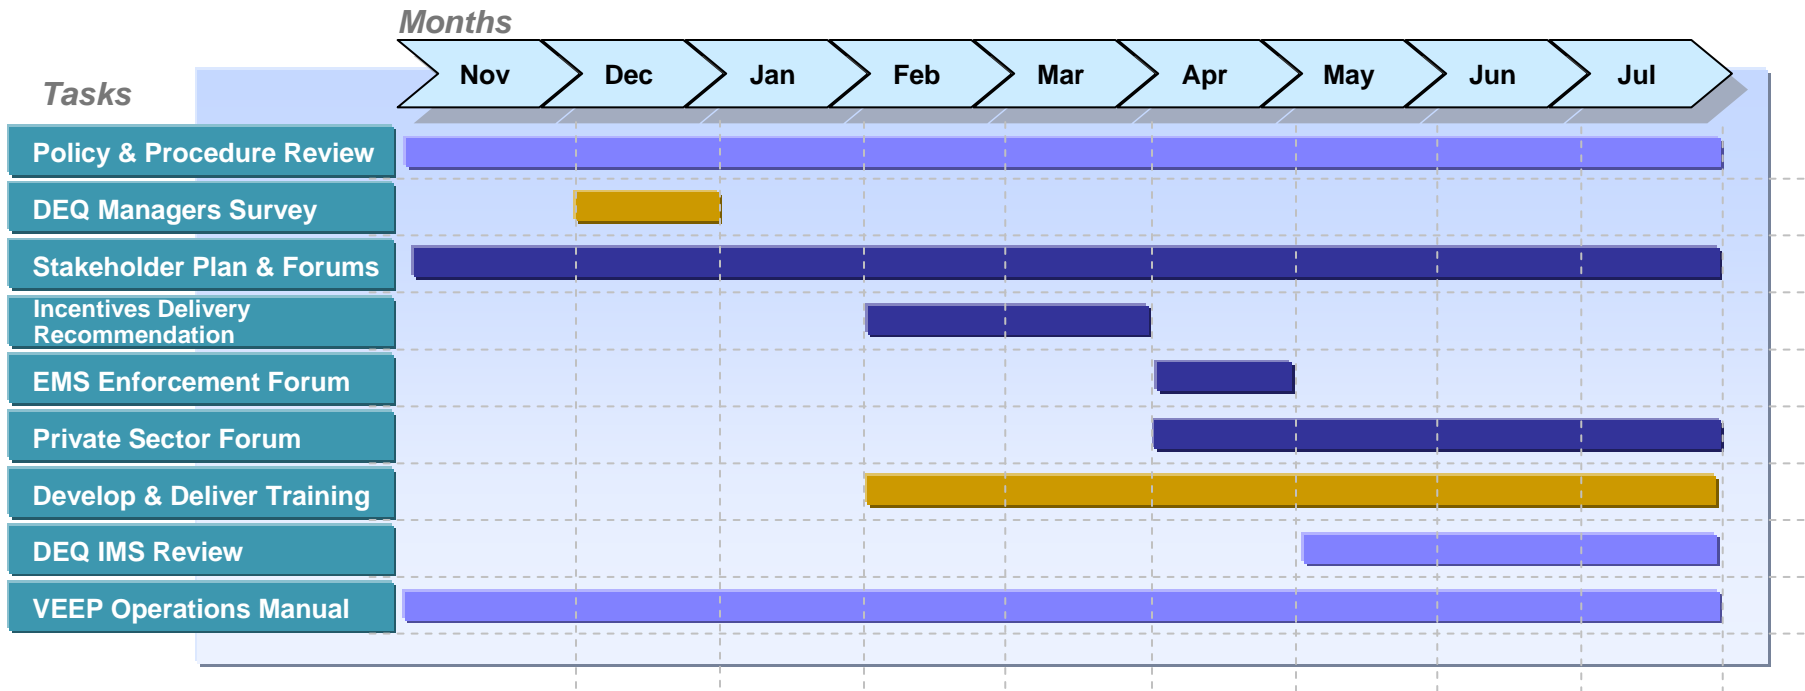 Months
Nov Dec Jan Feb Mar Apr May Jun Jul
Tasks
Policy & Procedure Review
DEQ Managers Survey
Stakeholder Plan & Forums
Incentives Delivery
Recommendation
EMS Enforcement Forum
Private Sector Forum
Develop & Deliver Training
DEQ IMS Review
VEEP Operations Manual